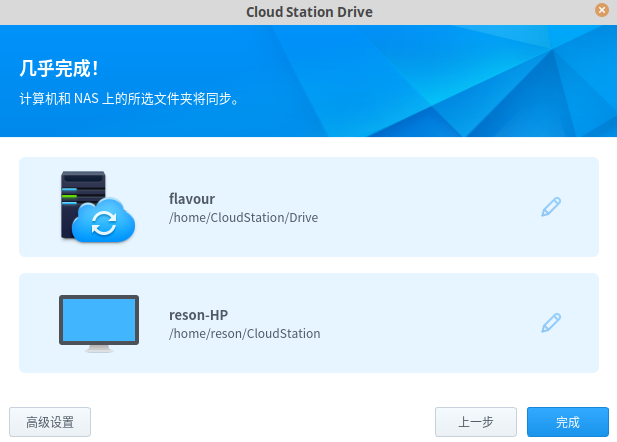 Cloud Station Drive
几乎完成！
计算机和 NAS 上的所选文件夹将同步。
flavour
/home/CloudStation/Drive
reson-HP
/home/reson/CloudStation
高级设置
上一步
完成